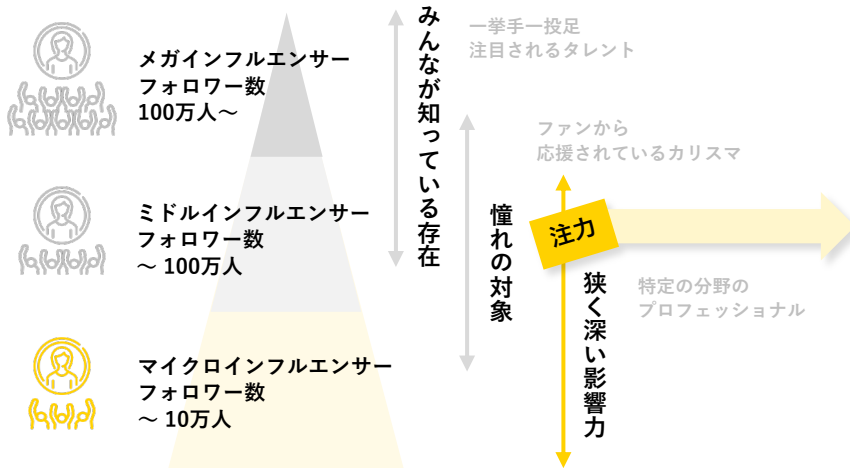 メガインフルエンサー
フォロワー数
100万人～
ミドルインフルエンサー
フォロワー数
～ 100万人
マイクロインフルエンサー
フォロワー数
～ 10万人
みんなが知っている存在
一挙手一投足
注目されるタレント
憧れの対象
ファンから
応援されているカリスマ
注力
狭く深い影響力
特定の分野の
プロフェッショナル